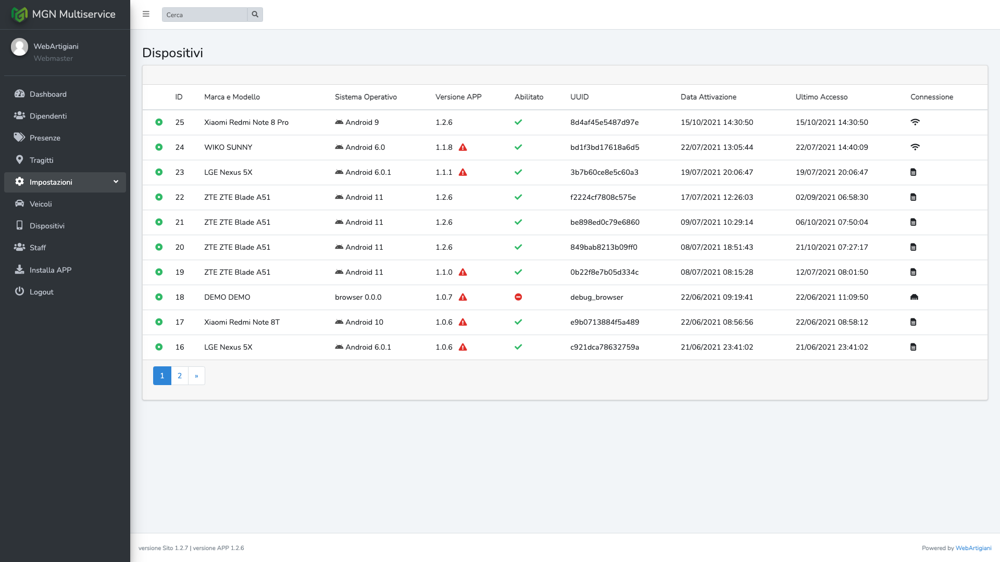 MGN Multiservice
Cerca
WebArtigiani
Webmaster
Dashboard
Dipendenti
Presenze
Tragitti
Impostazioni
Veicoli
Dispositivi
Staff
Installa APP
Logout
Dispositivi
ID Marca e Modello Sistema Operativo Versione APP Abilitato UUID Data Attivazione Ultimo Accesso Connessione
25 Xiaomi Redmi Note 8 Pro Android 9 1.2.6 8d4af45e5487d97e 15/10/2021 14:30:50 15/10/2021 14:30:50
24 WIKO SUNNY Android 6.0 1.1.8 bd1f3bd17618a6d5 22/07/2021 13:05:44 22/07/2021 14:40:09
23 LGE Nexus 5X Android 6.0.1 1.1.1 3b7b60ce8e5c60a3 19/07/2021 20:06:47 19/07/2021 20:06:47
22 ZTE ZTE Blade A51 Android 11 1.2.6 f2224cf7808c575e 17/07/2021 12:26:03 02/09/2021 06:58:30
21 ZTE ZTE Blade A51 Android 11 1.2.6 be898ed0c79e6860 09/07/2021 10:29:14 06/10/2021 07:50:04
20 ZTE ZTE Blade A51 Android 11 1.2.6 849bab8213b09ff0 08/07/2021 18:51:43 21/10/2021 07:27:17
19 ZTE ZTE Blade A51 Android 11 1.1.0 0b22f8e7b05d334c 08/07/2021 08:15:28 12/07/2021 08:01:50
18 DEMO DEMO browser 0.0.0 1.0.7 debug_browser 22/06/2021 09:19:41 22/06/2021 11:09:50
17 Xiaomi Redmi Note 8T Android 10 1.0.6 e9b0713884f5a489 22/06/2021 08:56:56 22/06/2021 08:58:12
16 LGE Nexus 5X Android 6.0.1 1.0.6 c921dca78632759a 21/06/2021 23:41:02 21/06/2021 23:41:02
1 2 »
versione Sito 1.2.7 | versione APP 1.2.6
Powered by WebArtigiani